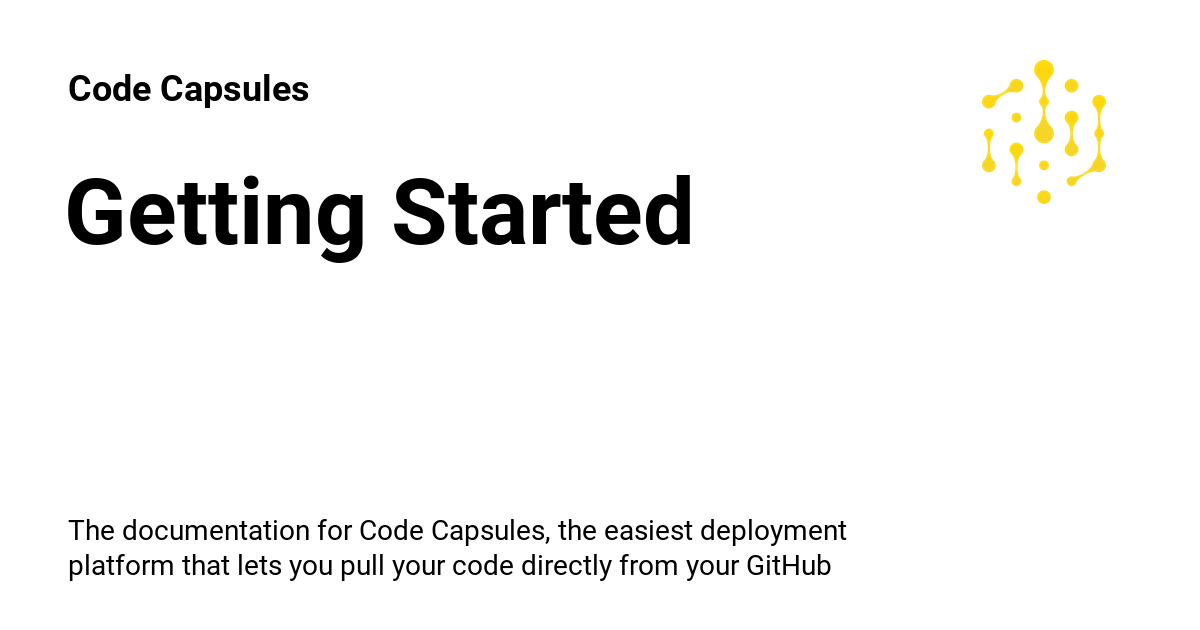 Code Capsules
Getting Started
The documentation for Code Capsules, the easiest deployment
platform that lets you pull your code directly from your GitHub